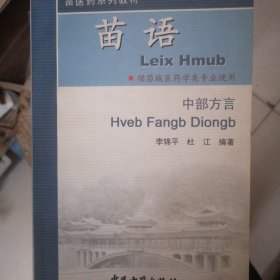 苗医药系列教材
苗语
Leix Hmub
■ 供苗族医药学类专业使用
中部方言
Hveb Fangb Diongb
李锦平 杜江 编著